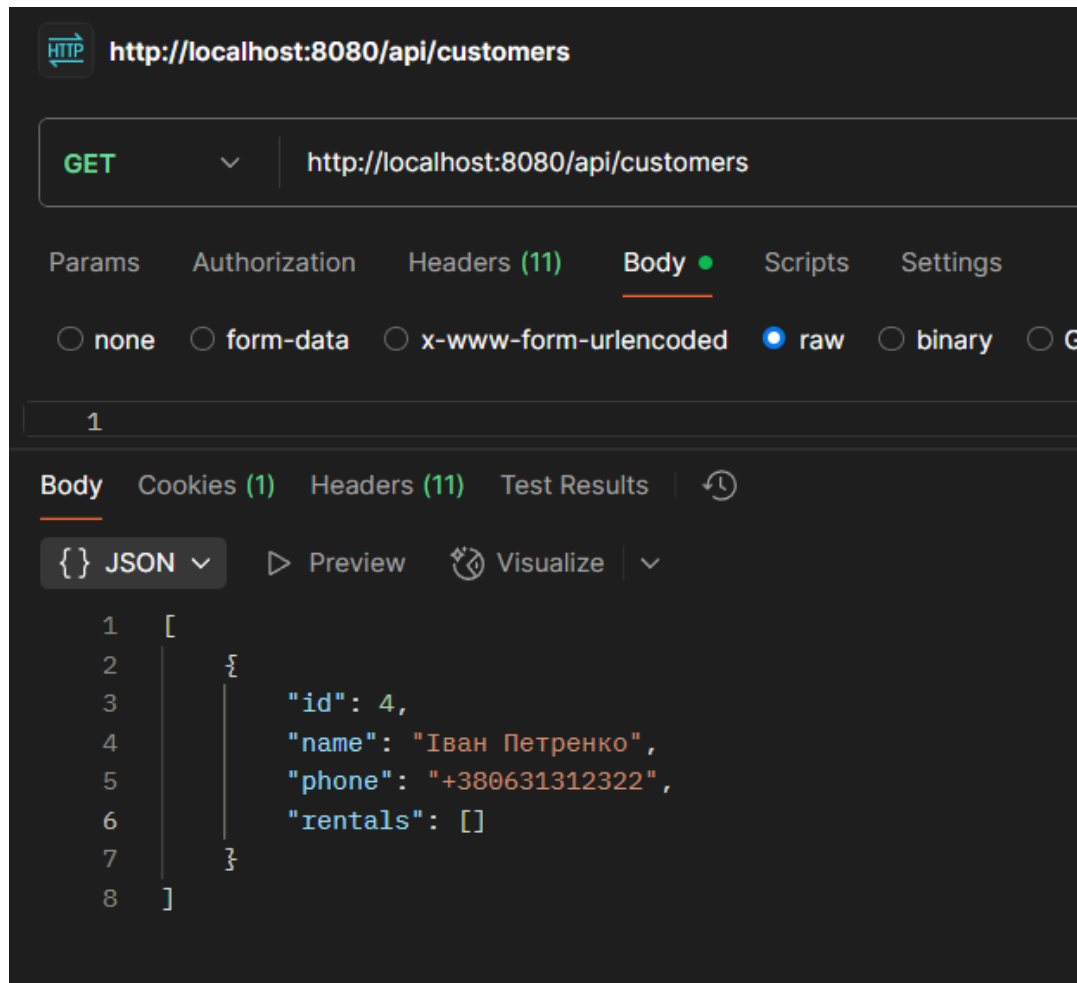 HTTP http://localhost:8080/api/customers
GET http://localhost:8080/api/customers
Params Authorization Headers (11) Body Scripts Settings
none form-data x-www-form-urlencoded raw binary G
1
Body Cookies (1) Headers (11) Test Results
{} JSON Preview Visualize
1 [
2 {
3 "id": 4,
4 "name": "Іван Петренко",
5 "phone": "+380631312322",
6 "rentals": []
7 }
8 ]